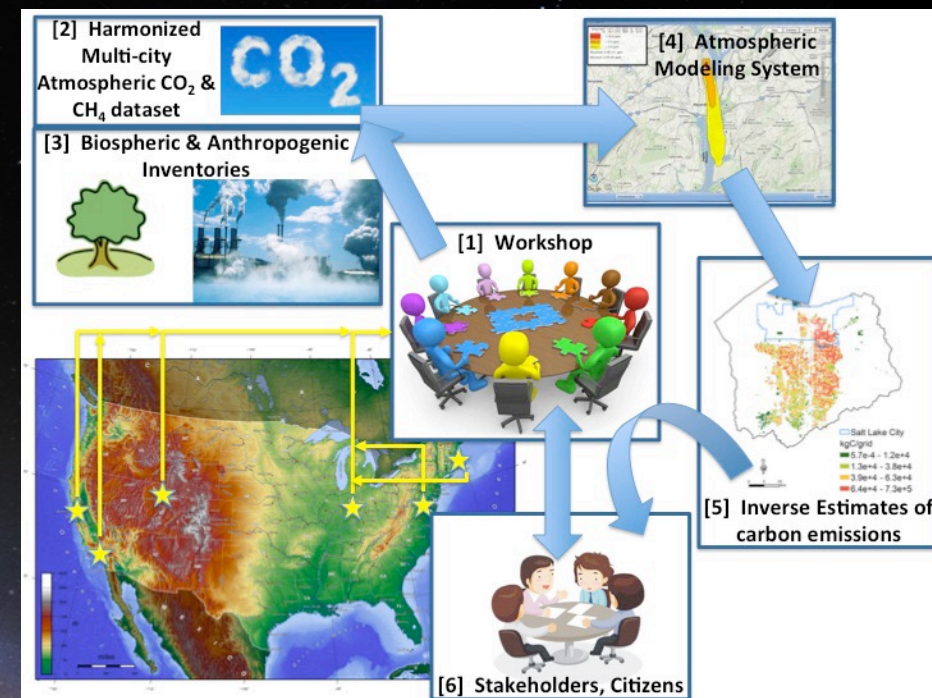 [2] Harmonized
Multi-city
Atmospheric CO₂ &
CH₄ dataset
CO₂
[3] Biospheric & Anthropogenic
Inventories
[4] Atmospheric
Modeling System
[1] Workshop
Salt Lake City
kgC/grid
5.7e-4 - 1.2e+4
1.3e+4 - 3.8e+4
3.9e+4 - 6.3e+4
6.4e+4 - 7.3e+5
[5] Inverse Estimates of
carbon emissions
[6] Stakeholders, Citizens